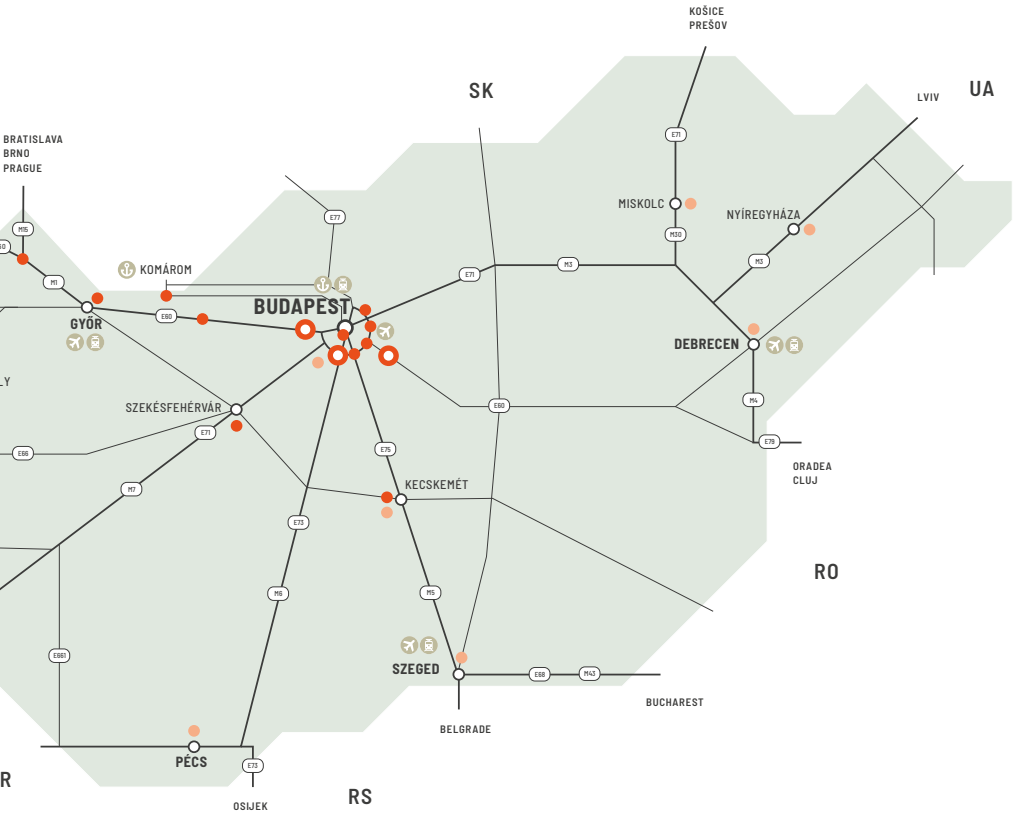 KOŠICE
PREŠOV
SK
UA
LVIV
BRATISLAVA
BRNO
PRAGUE
E71
MISKOLC
NYÍREGYHÁZA
E77
M15
M30
M3
M3
KOMÁROM
E71
M1
BUDAPEST
E60
GYŐR
DEBRECEN
LY
M4
SZEKÉSFEHÉRVÁR
E60
E71
E79
E66
E75
ORADEA
CLUJ
KECSKEMÉT
M7
E73
RO
M6
M5
E661
SZEGED
E68
M43
BUCHAREST
BELGRADE
PÉCS
E73
R
RS
OSIJEK